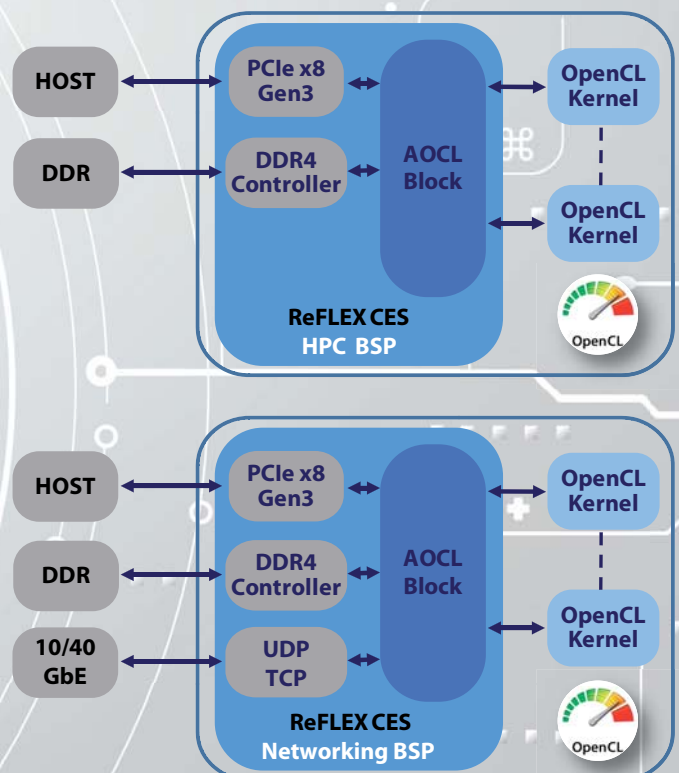 HOST
PCIe x8
Gen3
OpenCL
Kernel
DDR
DDR4
Controller
AOCL
Block
OpenCL
Kernel
ReFLEX CES
HPC BSP
OpenCL
HOST
PCIe x8
Gen3
OpenCL
Kernel
DDR
DDR4
Controller
AOCL
Block
10/40
GbE
UDP
TCP
OpenCL
Kernel
ReFLEX CES
Networking BSP
OpenCL